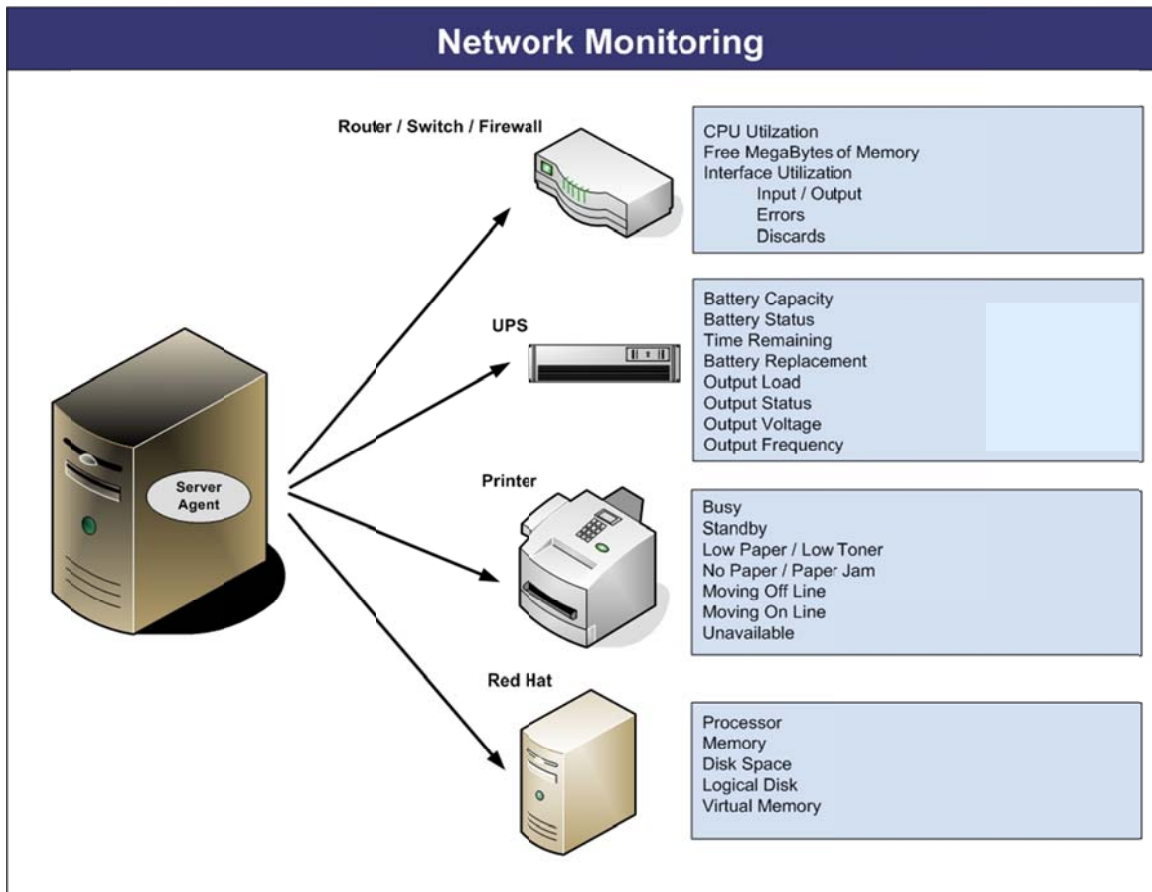 Network Monitoring
Router / Switch / Firewall
CPU Utilzation
Free MegaBytes of Memory
Interface Utilization
Input / Output
Errors
Discards
UPS
Battery Capacity
Battery Status
Time Remaining
Battery Replacement
Output Load
Output Status
Output Voltage
Output Frequency
Server
Agent
Printer
Busy
Standby
Low Paper / Low Toner
No Paper / Paper Jam
Moving Off Line
Moving On Line
Unavailable
Red Hat
Processor
Memory
Disk Space
Logical Disk
Virtual Memory